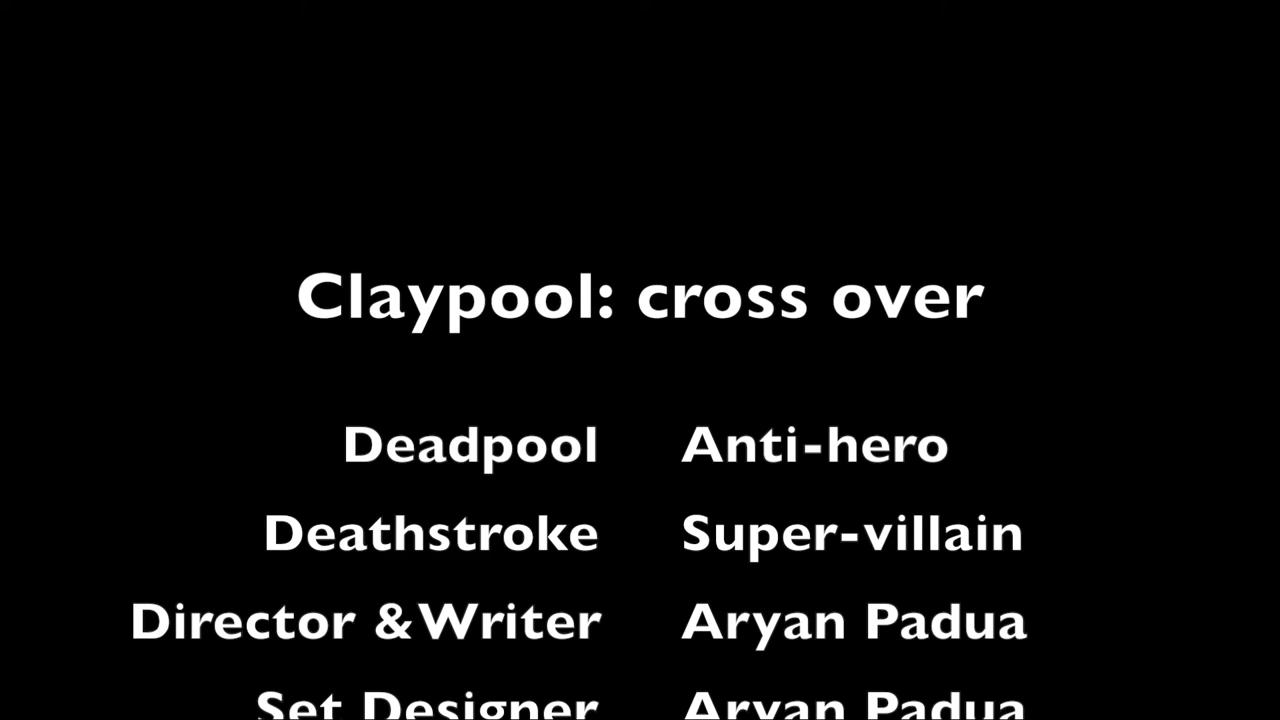 Claypool: cross over
Deadpool Anti-hero
Deathstroke Super-villain
Director & Writer Aryan Padua
Set Designer Aryan Padua